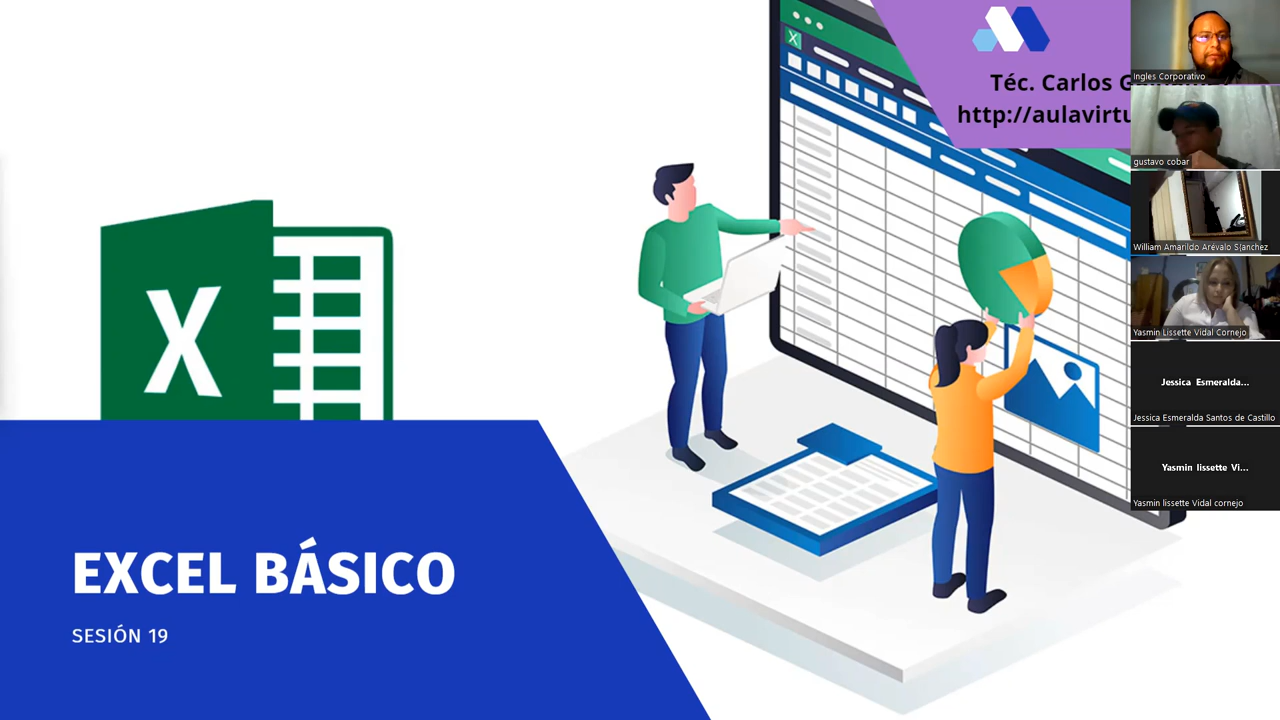 Téc. Carlos G
http://aulavirtu
X
X
EXCEL BÁSICO
SESIÓN 19
Ingles Corporativo
gustavo cobar
William Amarildo Arévalo S{anchez
Yasmin Lissette Vidal Cornejo
Jessica Esmeralda...
Jessica Esmeralda Santos de Castillo
Yasmin lissette Vi...
Yasmin lissette Vidal cornejo